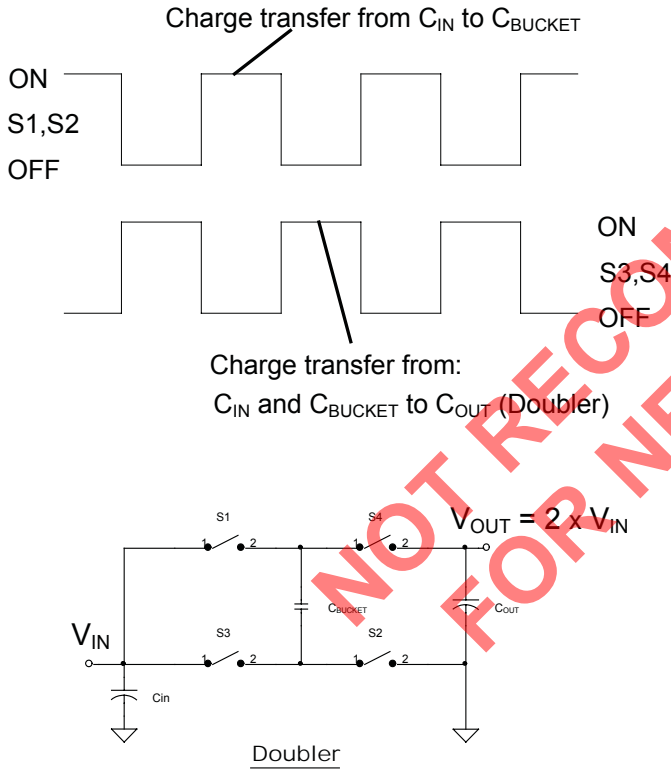 Charge transfer from CIN to CBUCKET
ON
S1,S2
OFF
ON
S3,S4
OFF
Charge transfer from:
CIN and CBUCKET to COUT (Doubler)
NOT RECOM
FOR NE
S1
S4
VOUT = 2 x VIN
1 2
1 2
CBUCKET
COUT
VIN
S3
S2
1 2
1 2
Cin
Doubler